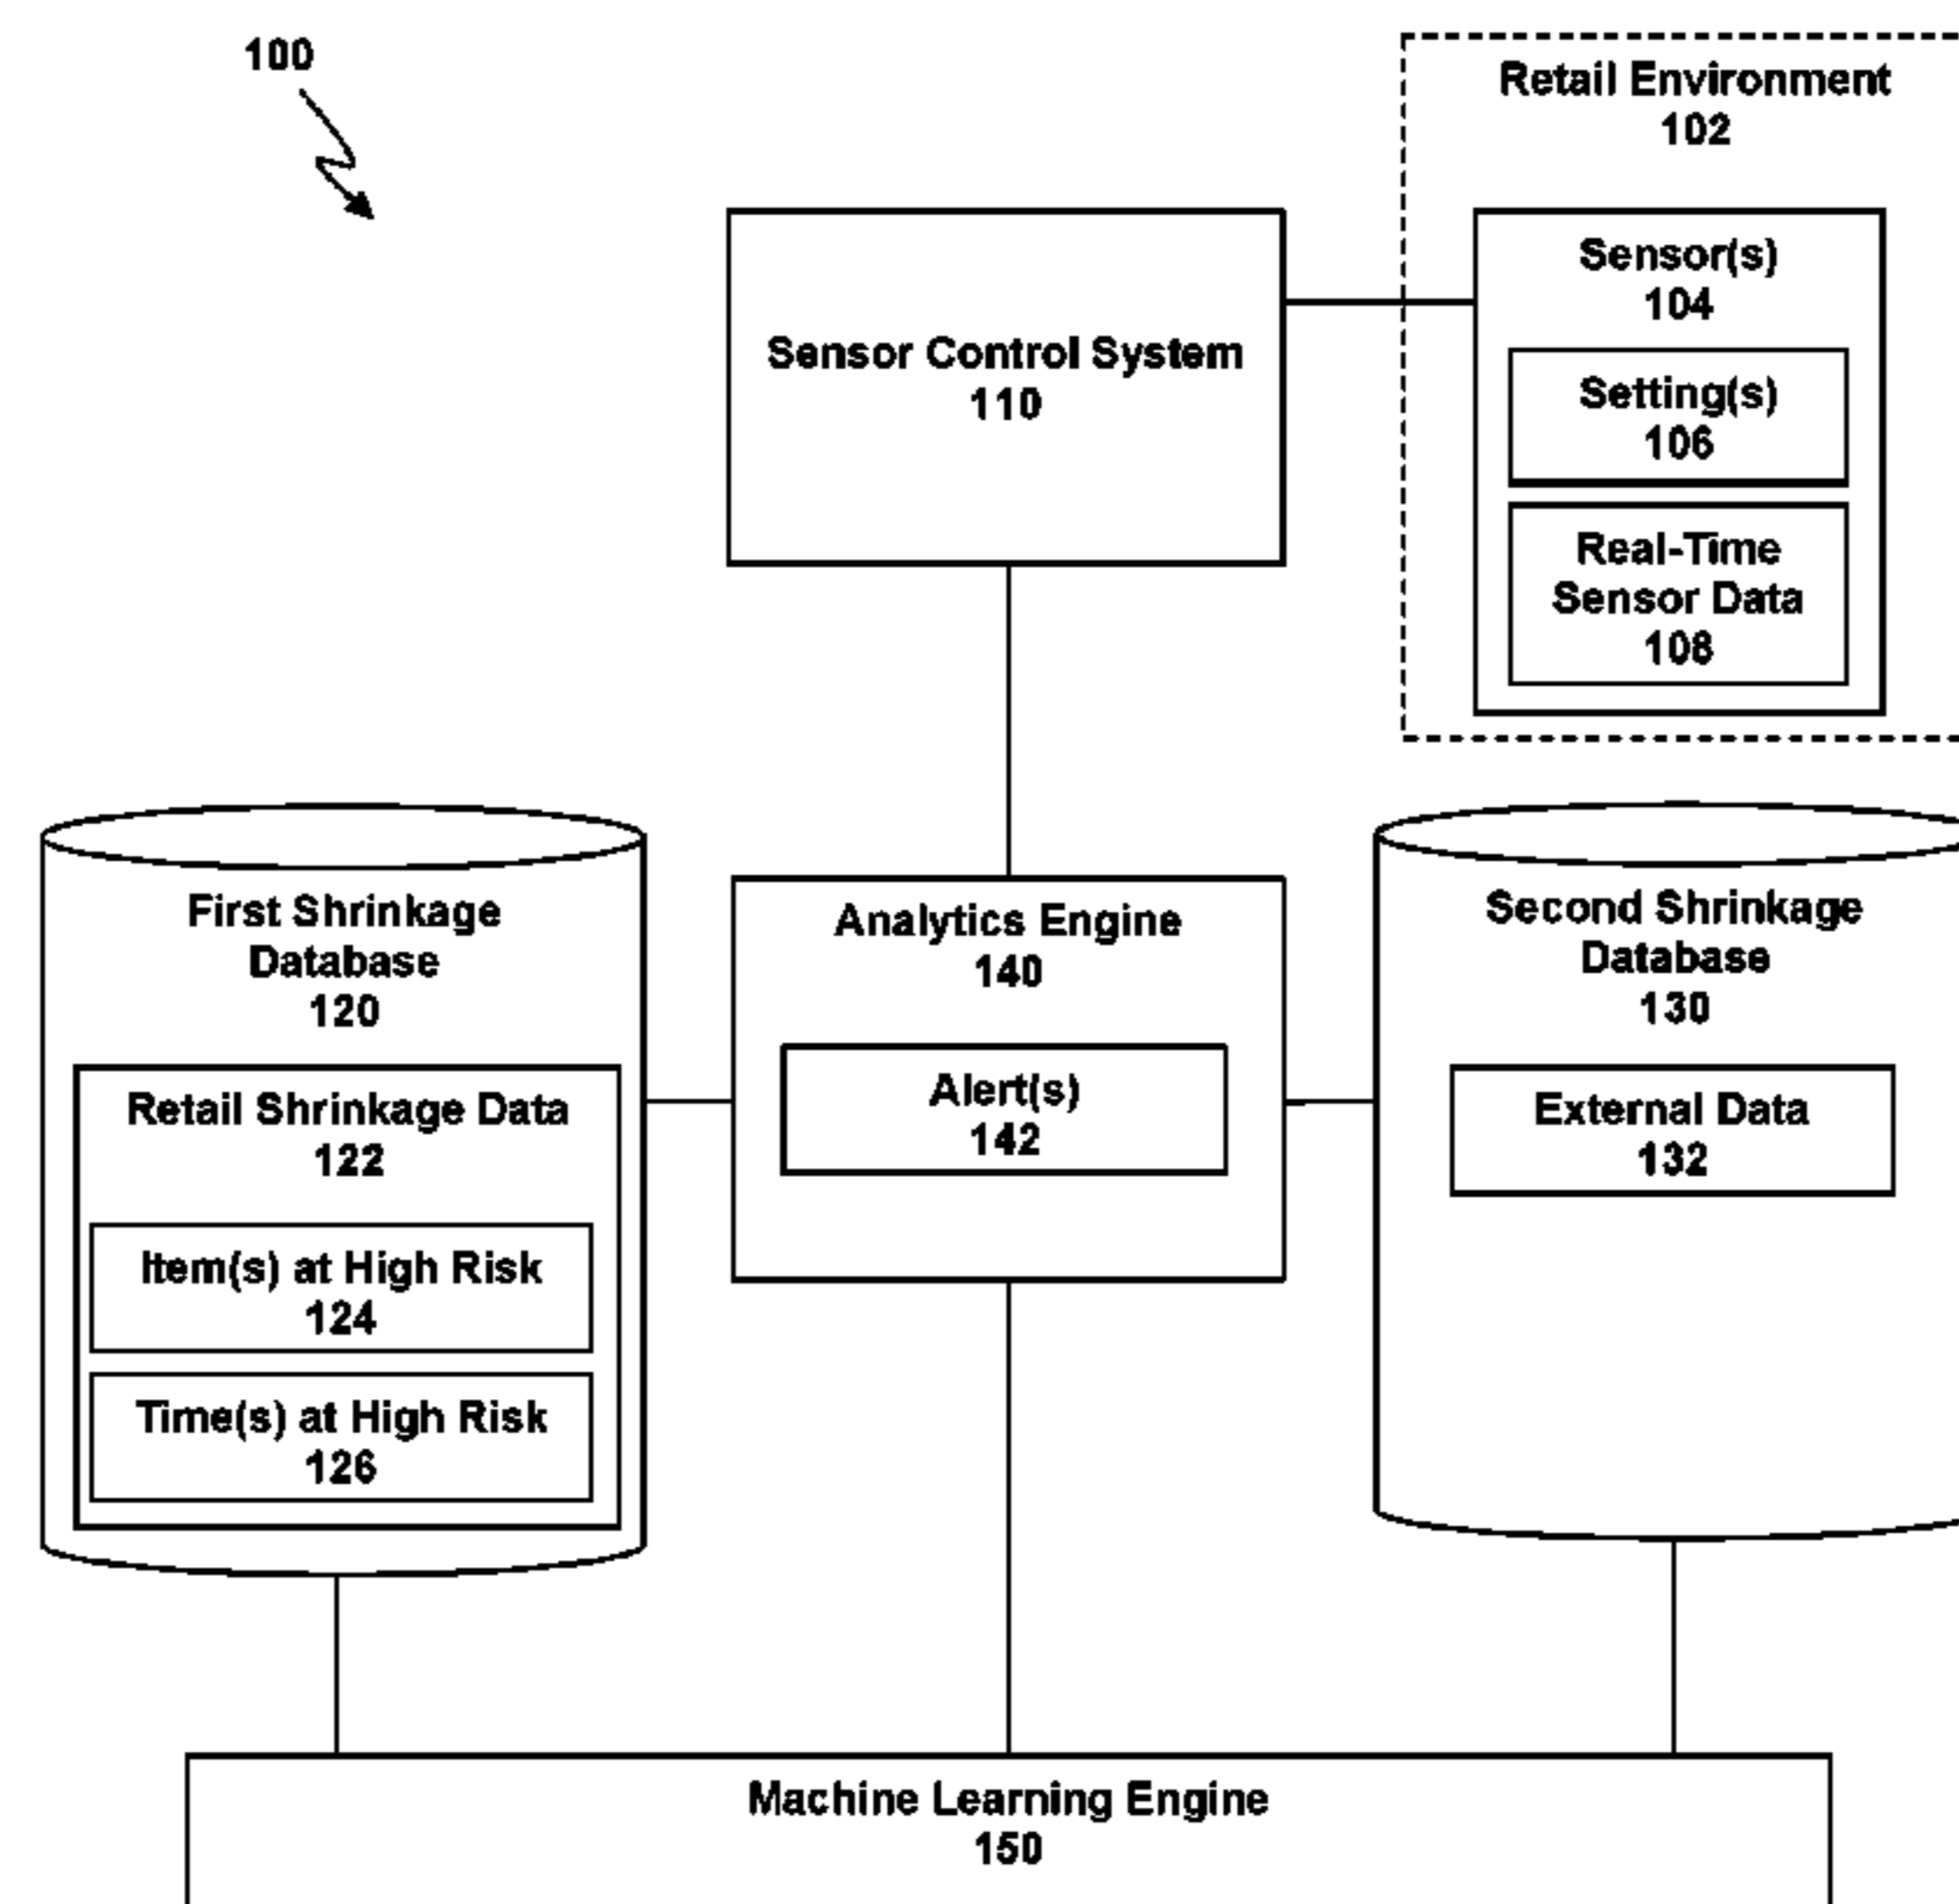 100
Retail Environment
102
Sensor(s)
104
Setting(s)
106
Real-Time
Sensor Data
108
Sensor Control System
110
First Shrinkage
Database
120
Retail Shrinkage Data
122
Item(s) at High Risk
124
Time(s) at High Risk
126
Analytics Engine
140
Alert(s)
142
Second Shrinkage
Database
130
External Data
132
Machine Learning Engine
150